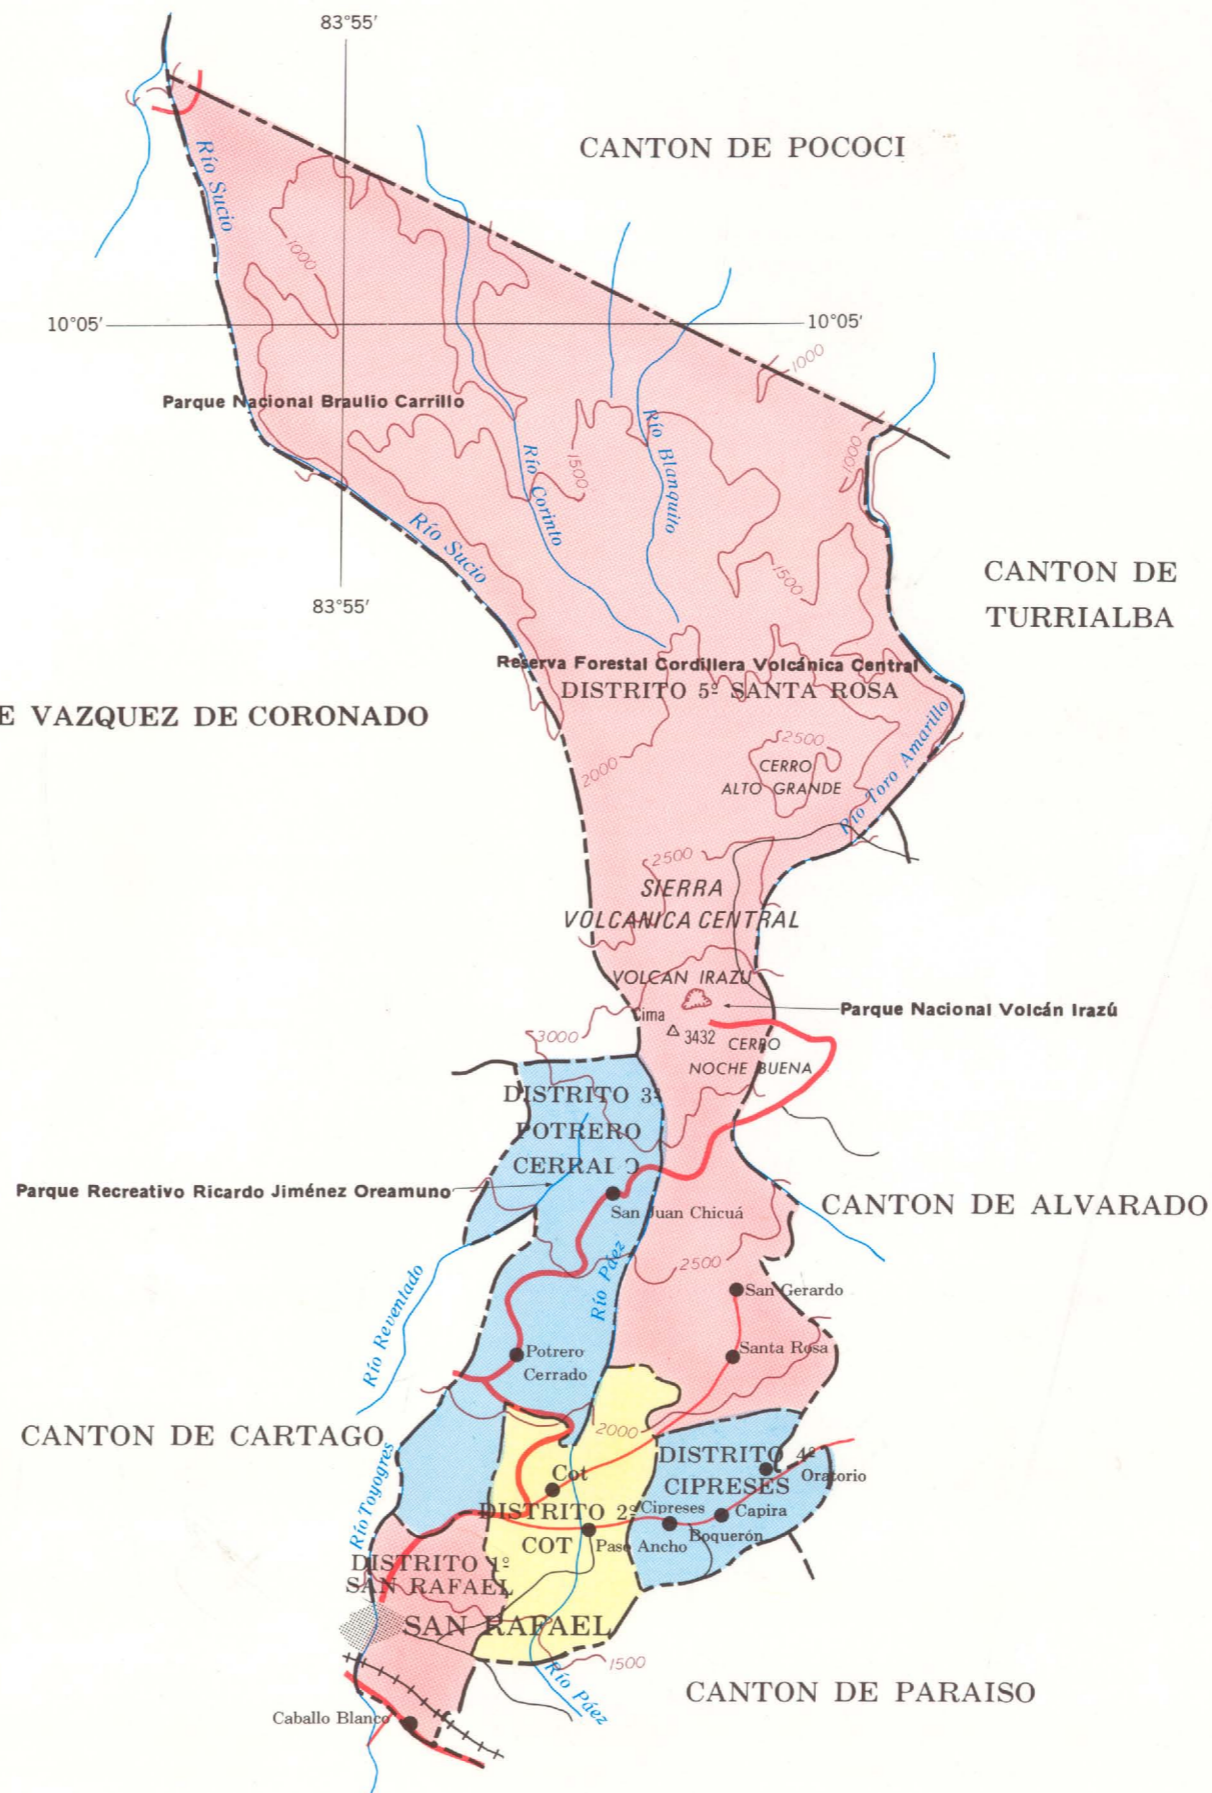 83°55′
CANTON DE POCOCI
Río Sucio
1000
10°05′
10°05′
1000
Parque Nacional Braulio Carrillo
Río Corinto
1500
Río Blanquito
1000
Río Sucio
1500
83°55′
CANTON DE
TURRIALBA
Reserva Forestal Cordillera Volcánica Central
DISTRITO 5º SANTA ROSA
E VAZQUEZ DE CORONADO
2500
2000
CERRO
ALTO GRANDE
Río Toro Amarillo
2500
SIERRA
VOLCANICA CENTRAL
VOLCAN IRAZU
Cima
3432
Parque Nacional Volcán Irazú
3000
CERRO
NOCHE BUENA
DISTRITO 3º
POTRERO
CERRADO
Parque Recreativo Ricardo Jiménez Oreamuno
San Juan Chicuá
CANTON DE ALVARADO
Río Páez
2500
San Gerardo
Río Reventado
Potrero
Cerrado
Santa Rosa
2000
CANTON DE CARTAGO
DISTRITO 4º
CIPRESES
Oratorio
Río Toyogres
Cot
DISTRITO 2º
COT
Cipreses
Capira
Paso Ancho
Boquerón
DISTRITO 1º
SAN RAFAEL
SAN RAFAEL
1500
Río Páez
CANTON DE PARAISO
Caballo Blanco